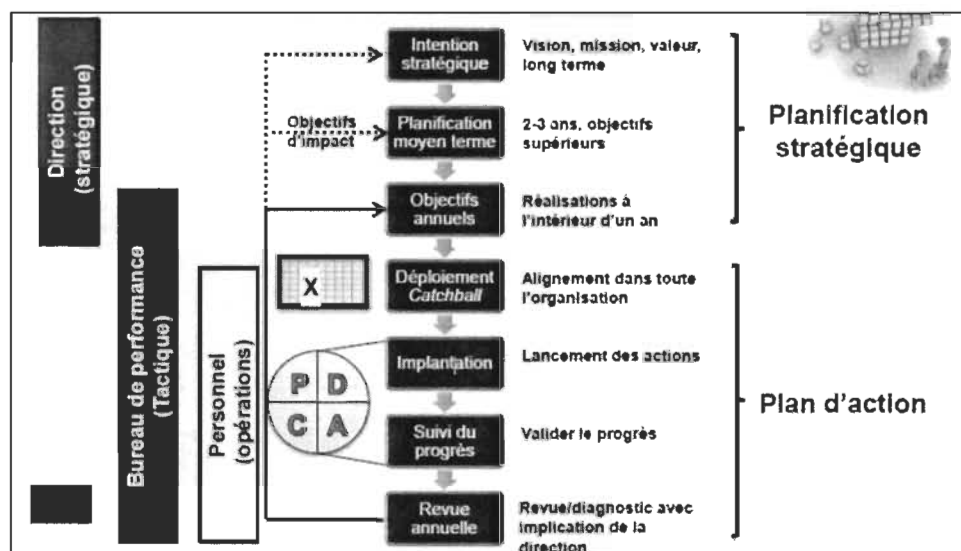 Direction
(stratégique)
Bureau de performance
(Tactique)
Personnel
(opérations)
Objectifs
d'impact
Intention
stratégique
Vision, mission, valeur,
long terme
Planification
moyen terme
2-3 ans, objectifs
supérieurs
Objectifs
annuels
Réalisations à
l'intérieur d'un an
Planification
stratégique
X
Déploiement
Catchball
Alignement dans toute
l'organisation
P D
C A
Implantation
Lancement des actions
Suivi du
progrès
Valider le progrès
Revue
annuelle
Revue/diagnostic avec
implication de la
direction
Plan d'action